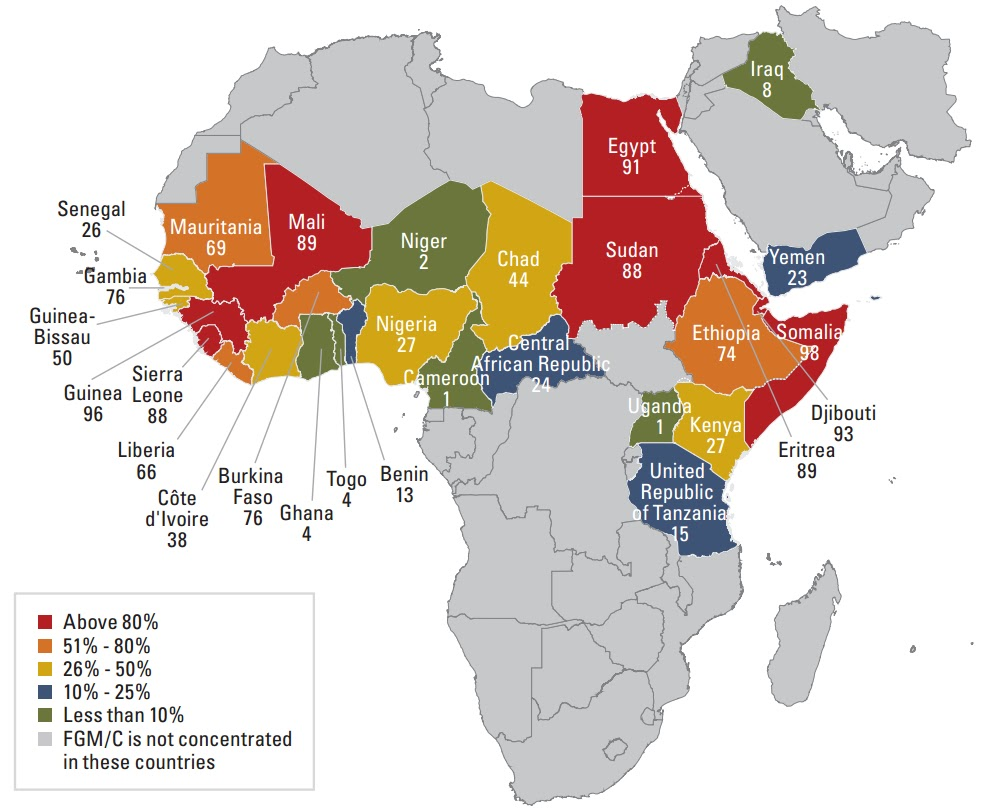 Iraq
8
Egypt
91
Senegal
26
Mauritania
69
Mali
89
Niger
2
Chad
44
Sudan
88
Yemen
23
Gambia
76
Guinea-
Bissau
50
Nigeria
27
Ethiopia
74
Somalia
98
Central
African Republic
24
Cameroon
1
Guinea
96
Sierra
Leone
88
Uganda
1
Kenya
27
Djibouti
93
Eritrea
89
Liberia
66
Côte
d'Ivoire
38
Burkina
Faso
76
Ghana
4
Togo
4
Benin
13
United
Republic
of Tanzania
15
Above 80%
51% - 80%
26% - 50%
10% - 25%
Less than 10%
FGM/C is not concentrated
in these countries